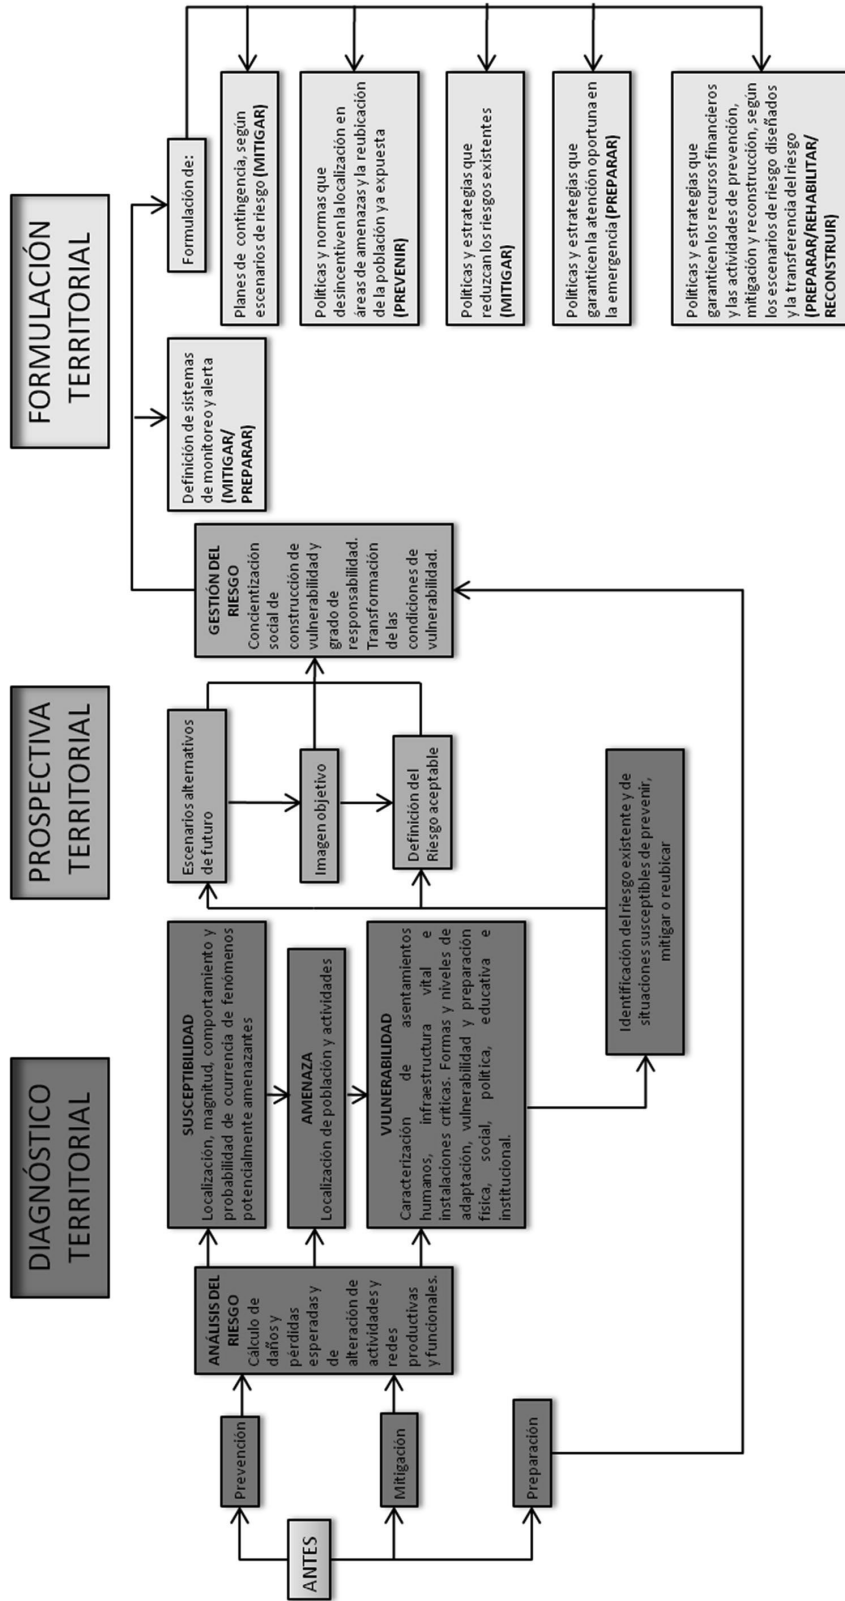 DIAGNÓSTICO
TERRITORIAL
PROSPECTIVA
TERRITORIAL
FORMULACIÓN
TERRITORIAL
ANTES
Prevención
Mitigación
Preparación
ANÁLISIS DEL
RIESGO
Cálculo de
daños y
pérdidas
esperadas y
de
alteración de
actividades y
redes
productivas
y funcionales.
SUSCEPTIBILIDAD
Localización, magnitud, comportamiento y
probabilidad de ocurrencia de fenómenos
potencialmente amenazantes
AMENAZA
Localización de población y actividades
VULNERABILIDAD
Caracterización de asentamientos
humanos, infraestructura vital e
instalaciones críticas. Formas y niveles de
adaptación, vulnerabilidad y preparación
física, social, política, educativa e
institucional.
Identificación del riesgo existente y de
situaciones susceptibles de prevenir,
mitigar o reubicar
Escenarios alternativos
de futuro
Imagen objetivo
Definición del
Riesgo aceptable
GESTIÓN DEL
RIESGO
Concientización
social de
construcción de
vulnerabilidad y
grado de
responsabilidad.
Transformación
de las
condiciones de
vulnerabilidad.
Definición de sistemas
de monitoreo y alerta
(MITIGAR/
PREPARAR)
Formulación de:
Planes de contingencia, según
escenarios de riesgo (MITIGAR)
Políticas y normas que
desincentiven la localización en
áreas de amenazas y la reubicación
de la población ya expuesta
(PREVENIR)
Políticas y estrategias que
reduzcan los riesgos existentes
(MITIGAR)
Políticas y estrategias que
garanticen la atención oportuna en
la emergencia (PREPARAR)
Políticas y estrategias que
garanticen los recursos financieros
y las actividades de prevención,
mitigación y reconstrucción, según
los escenarios de riesgo diseñados
y la transferencia del riesgo
(PREPARAR/REHABILITAR/
RECONSTRUIR)